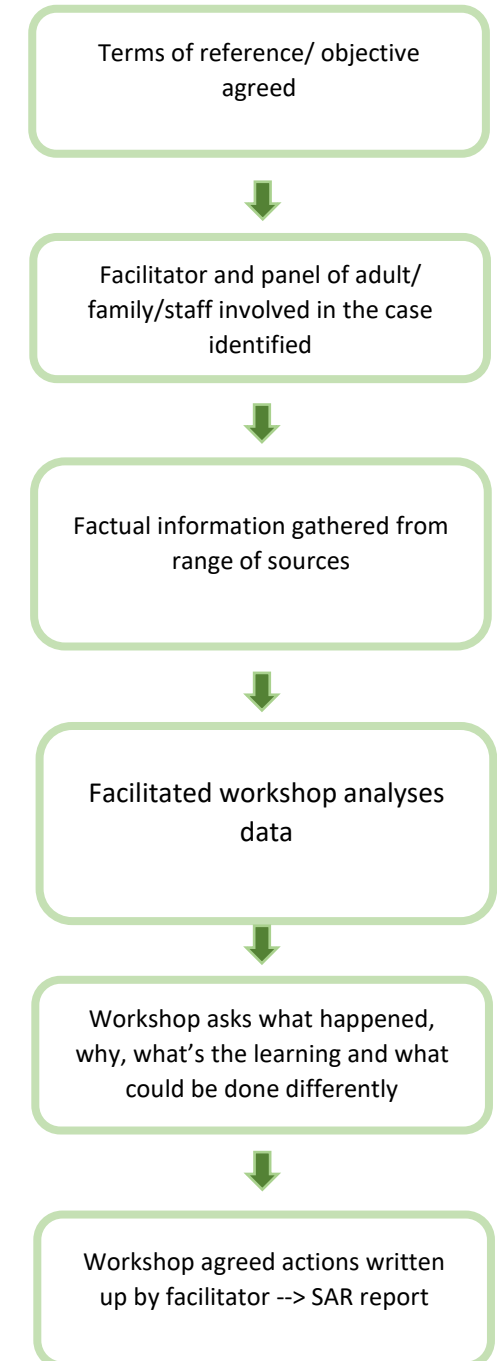 Terms of reference/ objective
agreed
Facilitator and panel of adult/
family/staff involved in the case
identified
Factual information gathered from
range of sources
Facilitated workshop analyses
data
Workshop asks what happened,
why, what’s the learning and what
could be done differently
Workshop agreed actions written
up by facilitator --> SAR report